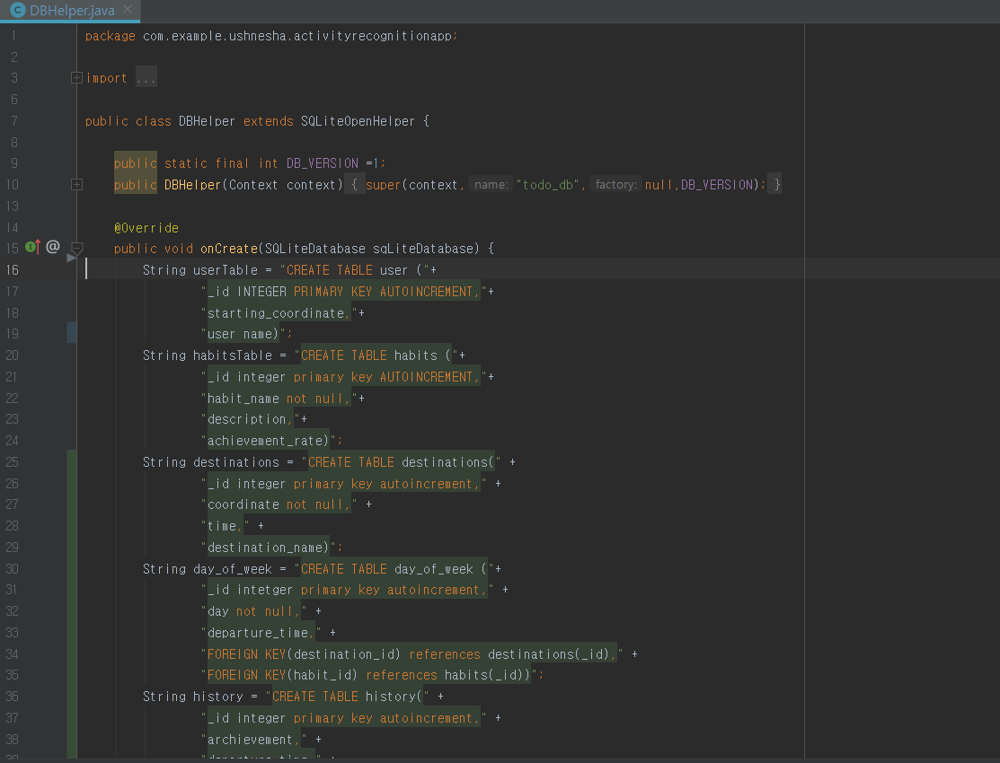 DBHelper.java
1 package com.example.ushnesha.activityrecognitionapp;
2
3 import ...
6
7 public class DBHelper extends SQLiteOpenHelper {
8
9 public static final int DB_VERSION =1;
10 public DBHelper(Context context) { super(context, name: "todo_db", factory: null,DB_VERSION); }
13
14 @Override
15 public void onCreate(SQLiteDatabase sqLiteDatabase) {
16 String userTable = "CREATE TABLE user ("+
17 "_id INTEGER PRIMARY KEY AUTOINCREMENT,"+
18 "starting_coordinate,"+
19 "user name)";
20 String habitsTable = "CREATE TABLE habits ("+
21 "_id integer primary key AUTOINCREMENT,"+
22 "habit_name not null,"+
23 "description,"+
24 "achievement_rate)";
25 String destinations = "CREATE TABLE destinations(" +
26 "_id integer primary key autoincrement," +
27 "coordinate not null," +
28 "time," +
29 "destination_name)";
30 String day_of_week = "CREATE TABLE day_of_week ("+
31 "_id intetger primary key autoincrement," +
32 "day not null," +
33 "departure_time," +
34 "FOREIGN KEY(destination_id) references destinations(_id)," +
35 "FOREIGN KEY(habit_id) references habits(_id))";
36 String history = "CREATE TABLE history(" +
37 "_id integer primary key autoincrement," +
38 "archievement," +